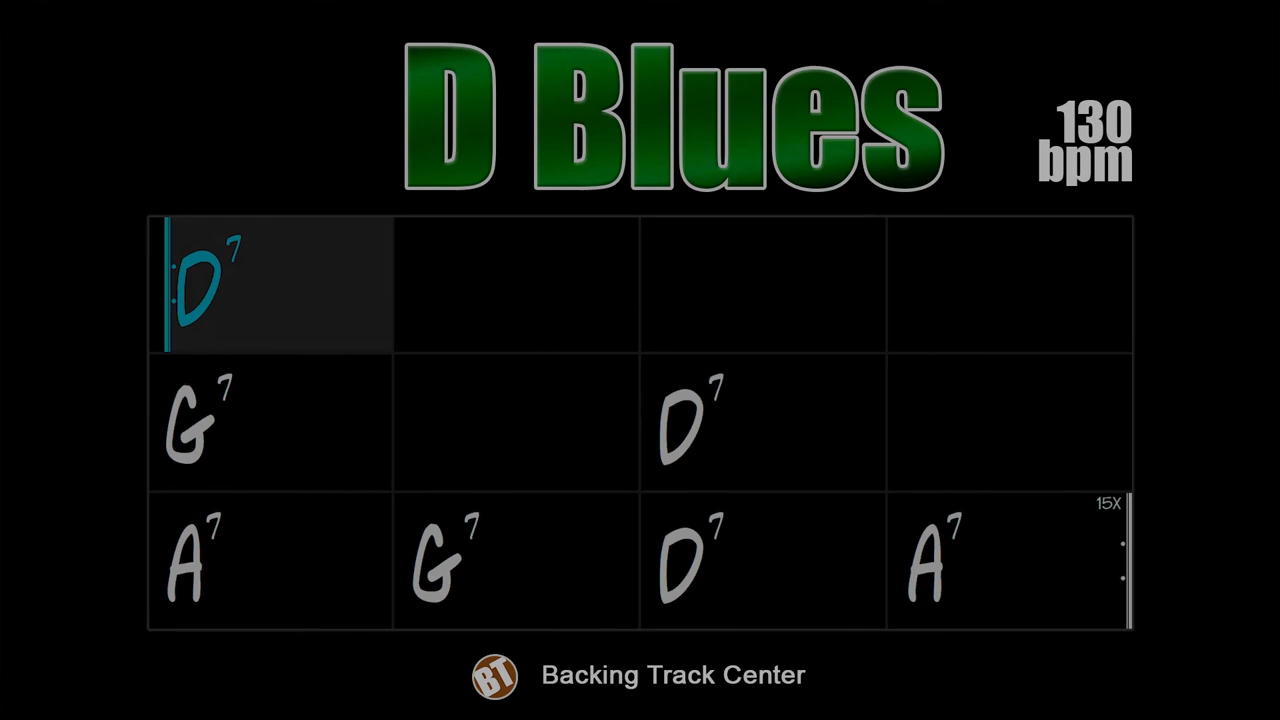 D Blues
130
bpm
D7
G7 D7
15X
A7 G7 D7 A7
BT Backing Track Center